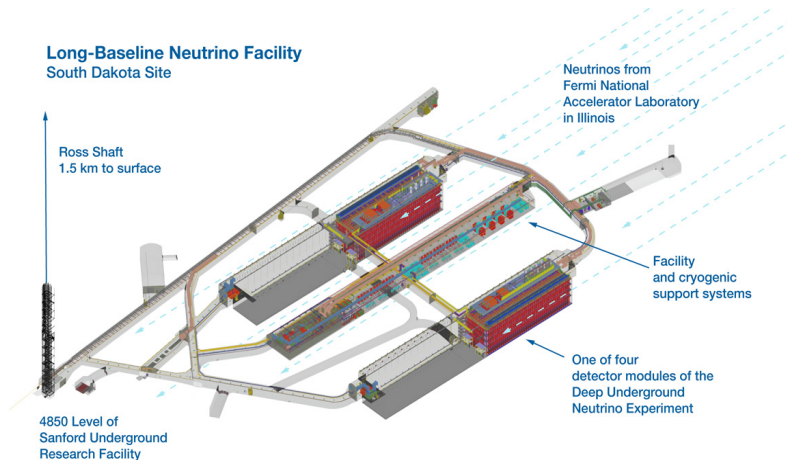 Long-Baseline Neutrino Facility
South Dakota Site
Neutrinos from
Fermi National
Accelerator Laboratory
in Illinois
Ross Shaft
1.5 km to surface
Facility
and cryogenic
support systems
One of four
detector modules of the
Deep Underground
Neutrino Experiment
4850 Level of
Sanford Underground
Research Facility